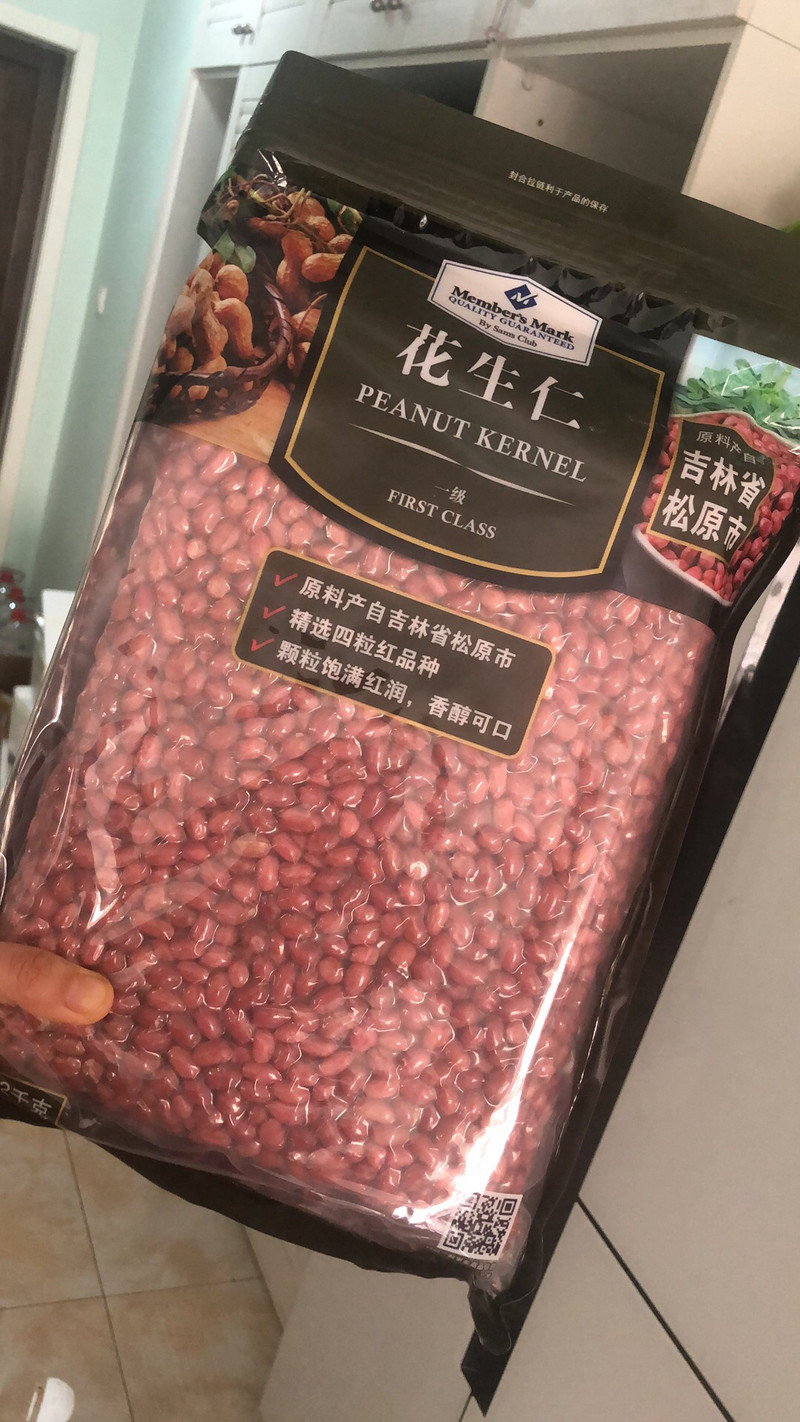 封合拉链利于产品的保存
Member's Mark
QUALITY GUARANTEED
By Sam's Club
花生仁
PEANUT KERNEL
一级
FIRST CLASS
原料产自
吉林省
松原市
原料产自吉林省松原市
精选四粒红品种
颗粒饱满红润，香醇可口
2千克